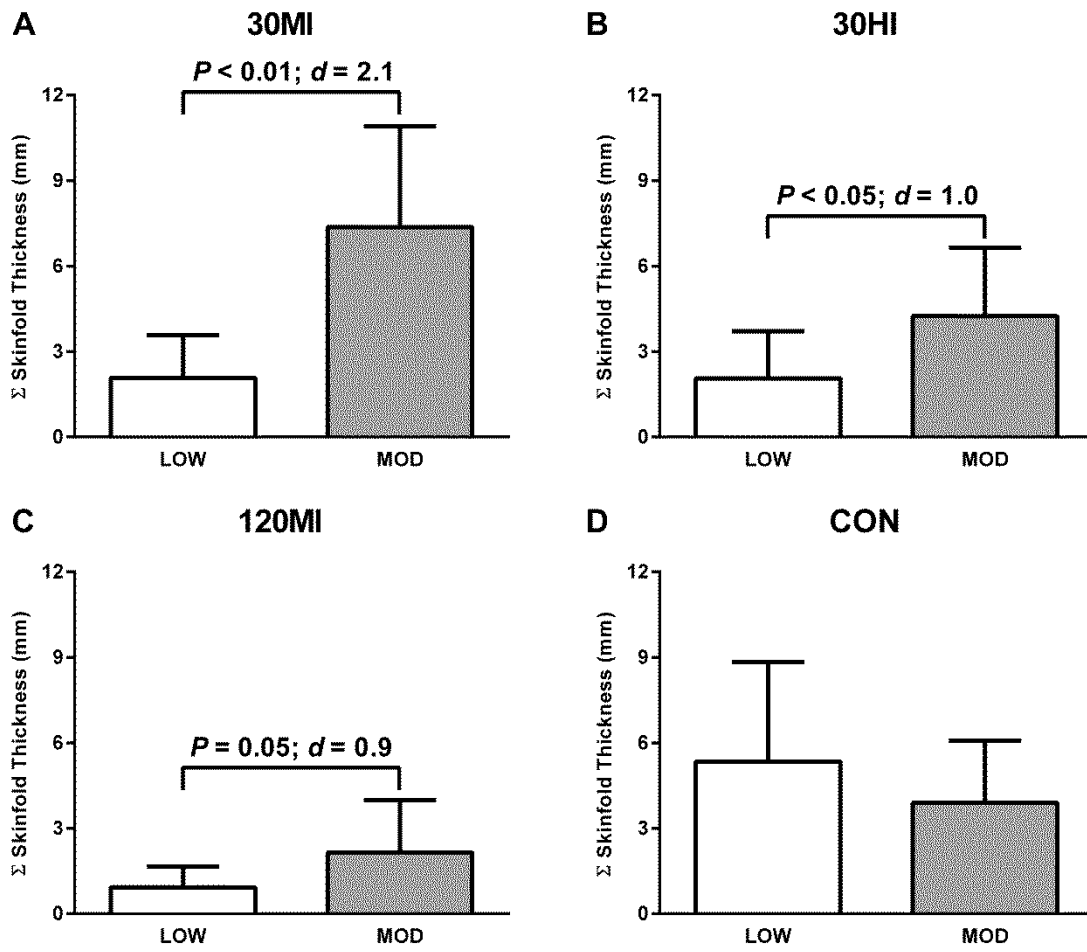 A
30MI
P < 0.01; d = 2.1
12
9
6
3
0
Σ Skinfold Thickness (mm)
LOW
MOD
B
30HI
P < 0.05; d = 1.0
12
9
6
3
0
Σ Skinfold Thickness (mm)
LOW
MOD
C
120MI
P = 0.05; d = 0.9
12
9
6
3
0
Σ Skinfold Thickness (mm)
LOW
MOD
D
CON
12
9
6
3
0
Σ Skinfold Thickness (mm)
LOW
MOD